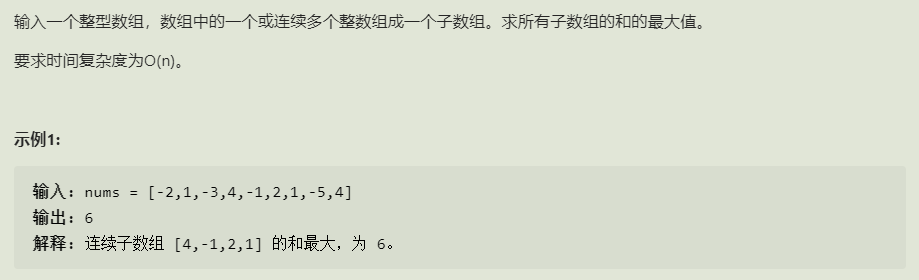 输入一个整型数组，数组中的一个或连续多个整数组成一个子数组。求所有子数组的和的最大值。
要求时间复杂度为O(n)。
示例1:
输入: nums = [-2,1,-3,4,-1,2,1,-5,4]
输出: 6
解释: 连续子数组 [4,-1,2,1] 的和最大，为 6。